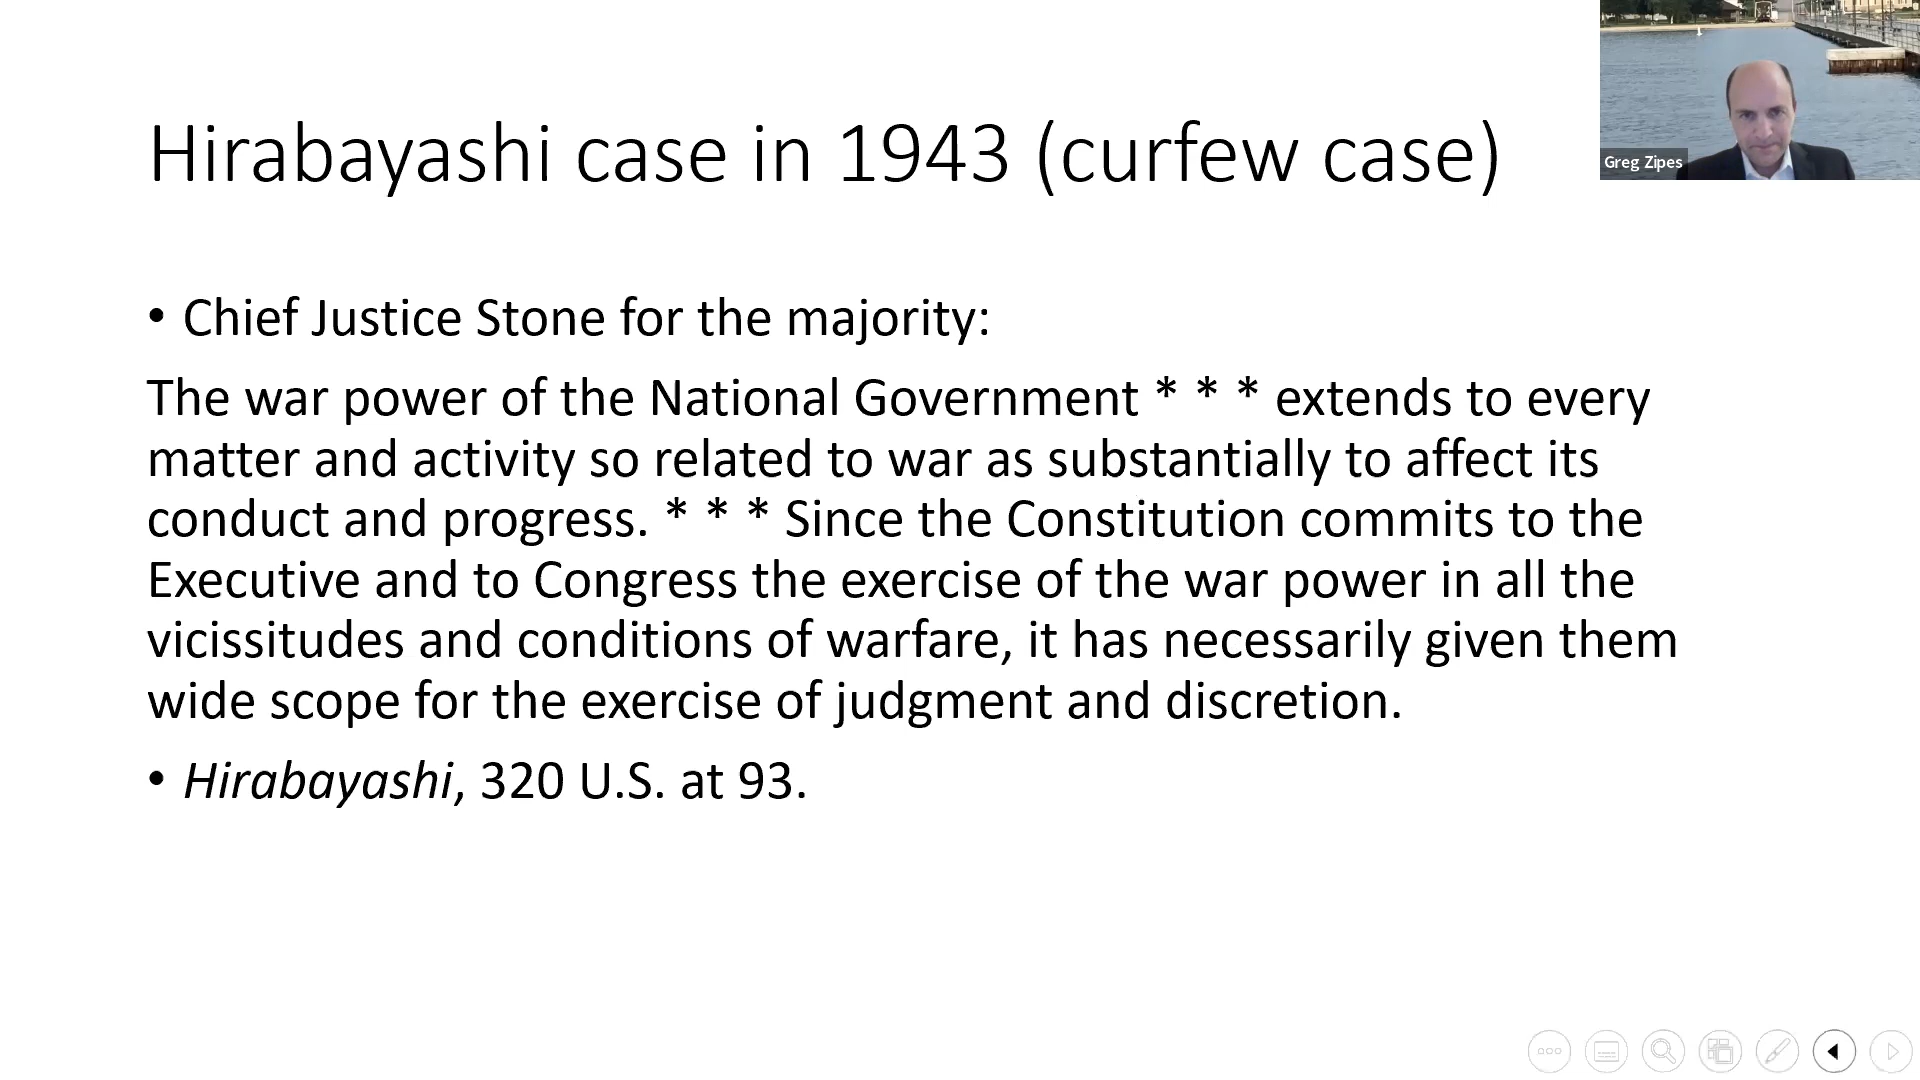 Hirabayashi case in 1943 (curfew case)
Greg Zipes
• Chief Justice Stone for the majority:
The war power of the National Government * * * extends to every
matter and activity so related to war as substantially to affect its
conduct and progress. * * * Since the Constitution commits to the
Executive and to Congress the exercise of the war power in all the
vicissitudes and conditions of warfare, it has necessarily given them
wide scope for the exercise of judgment and discretion.
• Hirabayashi, 320 U.S. at 93.